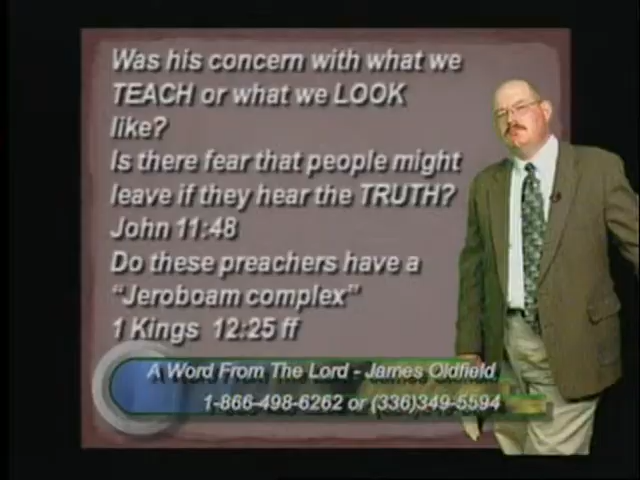 Was his concern with what we
TEACH or what we LOOK
like?
Is there fear that people might
leave if they hear the TRUTH?
John 11:48
Do these preachers have a
“Jeroboam complex”
1 Kings 12:25 ff
A Word From The Lord - James Oldfield
1-866-498-6262 or (336)349-5594